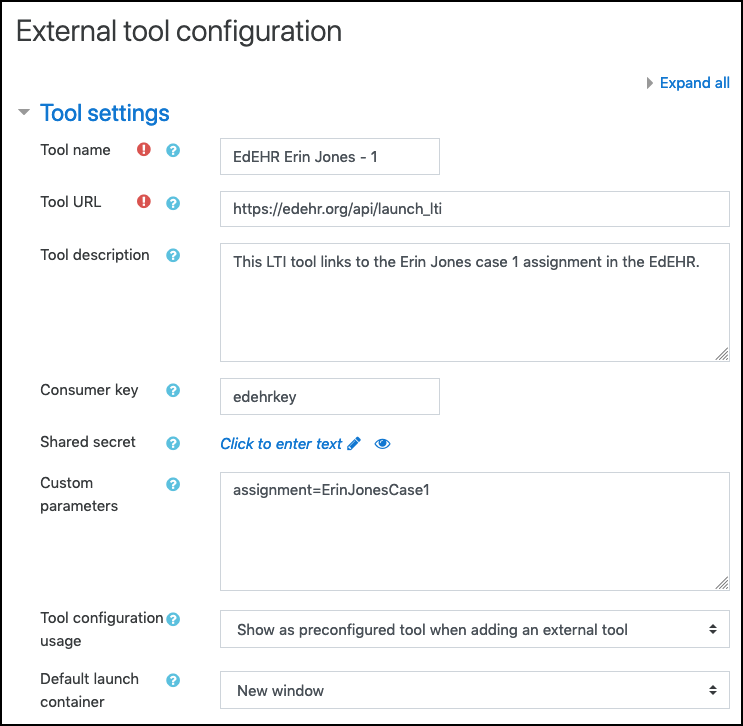 External tool configuration
Expand all
Tool settings
Tool name
EdEHR Erin Jones - 1
Tool URL
https://edehr.org/api/launch_lti
Tool description
This LTI tool links to the Erin Jones case 1 assignment in the EdEHR.
Consumer key
edehrkey
Shared secret
Click to enter text
Custom
parameters
assignment=ErinJonesCase1
Tool configuration
usage
Show as preconfigured tool when adding an external tool
Default launch
container
New window